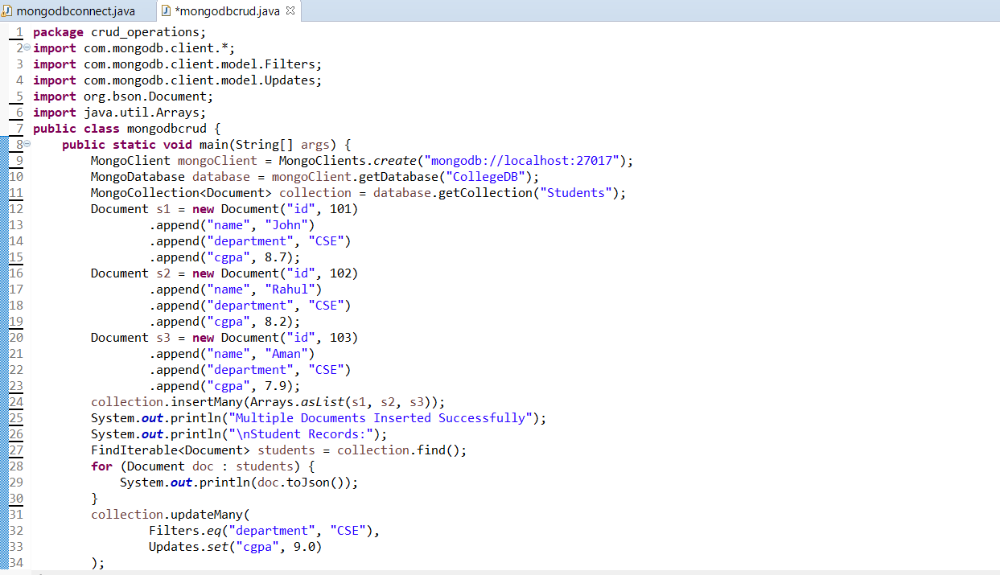 mongodbconnect.java *mongodbcrud.java
1 package crud_operations;
2 import com.mongodb.client.*;
3 import com.mongodb.client.model.Filters;
4 import com.mongodb.client.model.Updates;
5 import org.bson.Document;
6 import java.util.Arrays;
7 public class mongodbcrud {
8     public static void main(String[] args) {
9         MongoClient mongoClient = MongoClients.create("mongodb://localhost:27017");
10         MongoDatabase database = mongoClient.getDatabase("CollegeDB");
11         MongoCollection<Document> collection = database.getCollection("Students");
12         Document s1 = new Document("id", 101)
13                 .append("name", "John")
14                 .append("department", "CSE")
15                 .append("cgpa", 8.7);
16         Document s2 = new Document("id", 102)
17                 .append("name", "Rahul")
18                 .append("department", "CSE")
19                 .append("cgpa", 8.2);
20         Document s3 = new Document("id", 103)
21                 .append("name", "Aman")
22                 .append("department", "CSE")
23                 .append("cgpa", 7.9);
24         collection.insertMany(Arrays.asList(s1, s2, s3));
25         System.out.println("Multiple Documents Inserted Successfully");
26         System.out.println("\nStudent Records:");
27         FindIterable<Document> students = collection.find();
28         for (Document doc : students) {
29             System.out.println(doc.toJson());
30         }
31         collection.updateMany(
32                 Filters.eq("department", "CSE"),
33                 Updates.set("cgpa", 9.0)
34         );